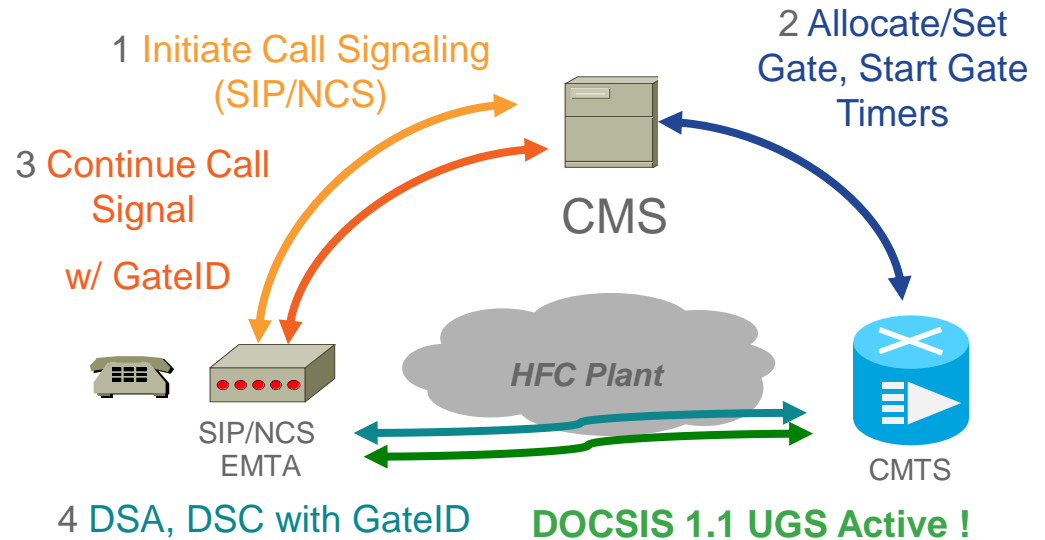 1 Initiate Call Signaling
(SIP/NCS)
2 Allocate/Set
Gate, Start Gate
Timers
3 Continue Call
Signal
w/ GateID
CMS
HFC Plant
SIP/NCS
EMTA
CMTS
4 DSA, DSC with GateID
DOCSIS 1.1 UGS Active !